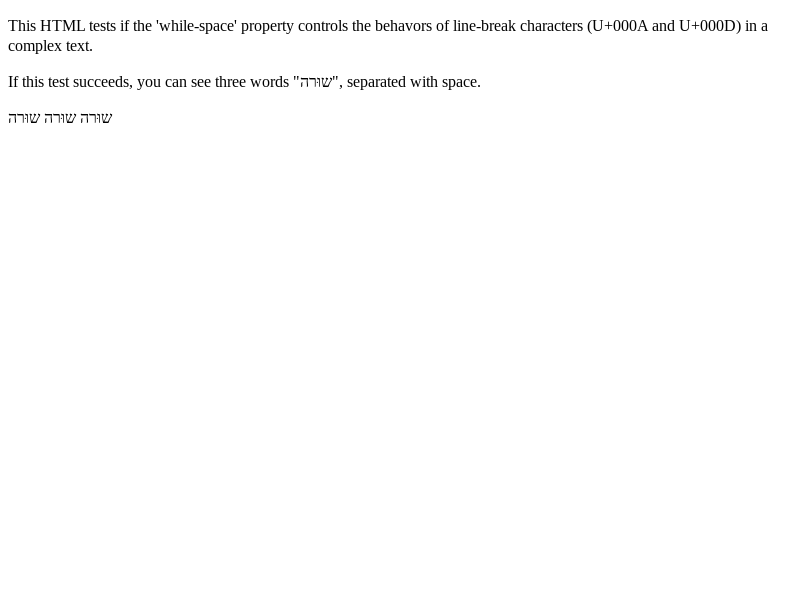 This HTML tests if the 'while-space' property controls the behavors of line-break characters (U+000A and U+000D) in a
complex text.
If this test succeeds, you can see three words "שוּרה", separated with space.
שוּרה שוּרה שוּרה